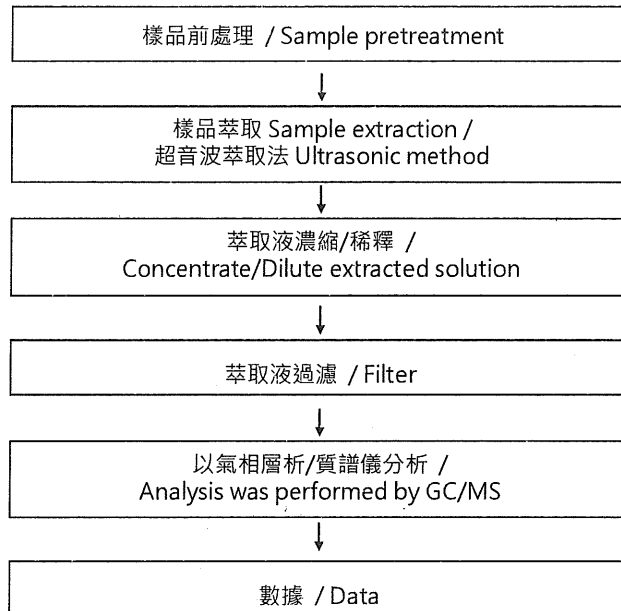 樣品前處理 / Sample pretreatment
樣品萃取 Sample extraction /
超音波萃取法 Ultrasonic method
萃取液濃縮/稀釋 /
Concentrate/Dilute extracted solution
萃取液過濾 / Filter
以氣相層析/質譜儀分析 /
Analysis was performed by GC/MS
數據 / Data